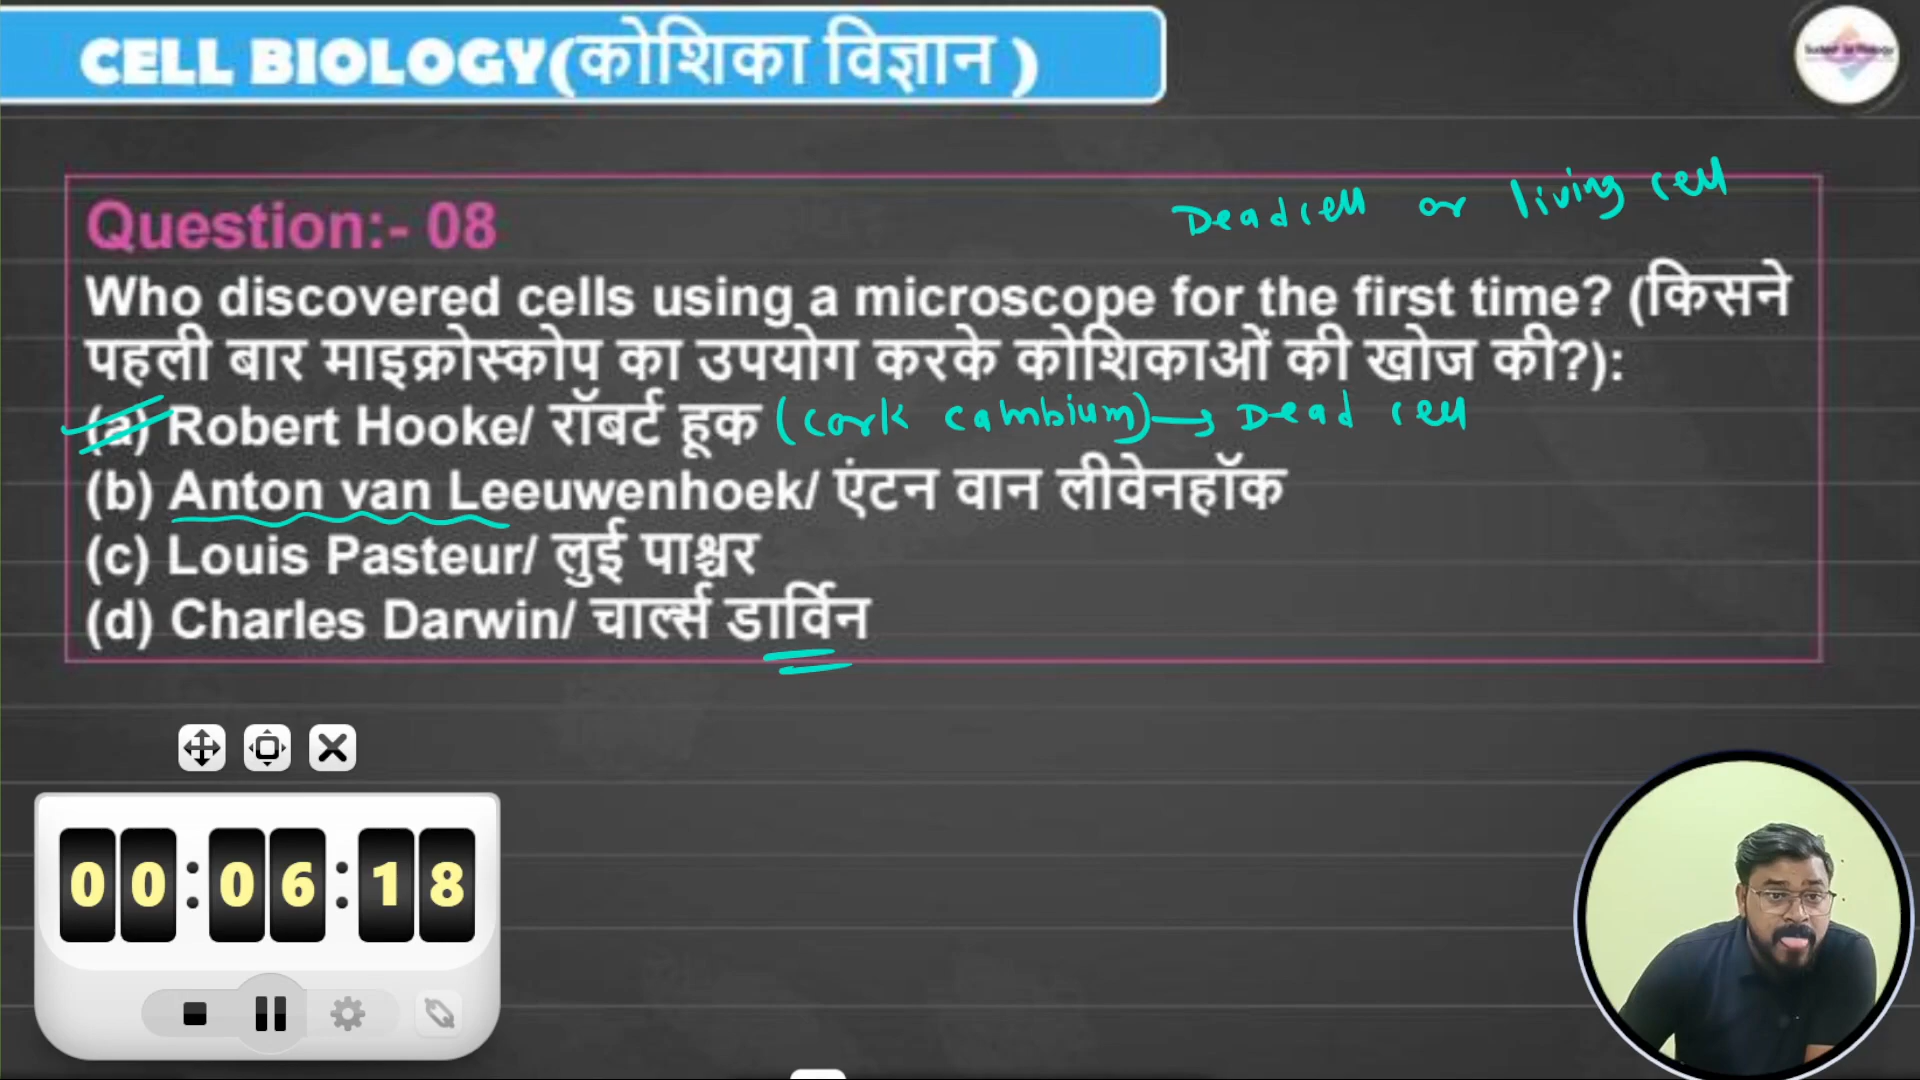 CELL BIOLOGY(कोशिका विज्ञान )
Dead cell or living cell
Question:- 08
Who discovered cells using a microscope for the first time? (किसने
पहली बार माइक्रोस्कोप का उपयोग करके कोशिकाओं की खोज की?):
(a) Robert Hooke/ रॉबर्ट हूक (cork cambium)→ Dead cell
(b) Anton van Leeuwenhoek/ एंटन वान लीवेनहॉक
(c) Louis Pasteur/ लुई पाश्चर
(d) Charles Darwin/ चार्ल्स डार्विन
00:06:18